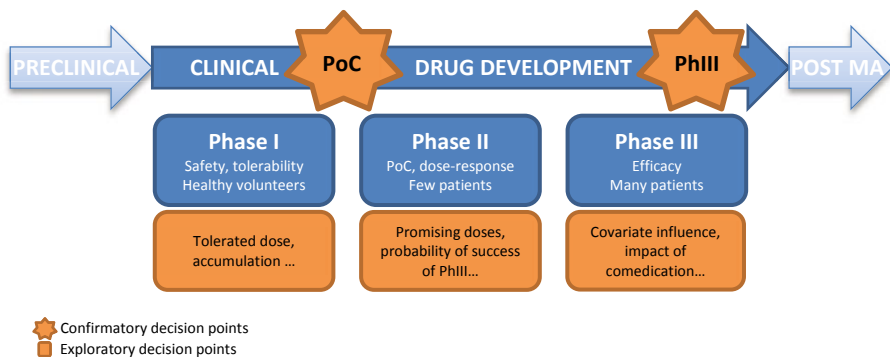 PRECLINICAL
CLINICAL
PoC
DRUG DEVELOPMENT
PhIII
POST MA
Phase I
Safety, tolerability
Healthy volunteers
Phase II
PoC, dose-response
Few patients
Phase III
Efficacy
Many patients
Tolerated dose,
accumulation ...
Promising doses,
probability of success
of PhIII...
Covariate influence,
impact of
comedication...
Confirmatory decision points
Exploratory decision points